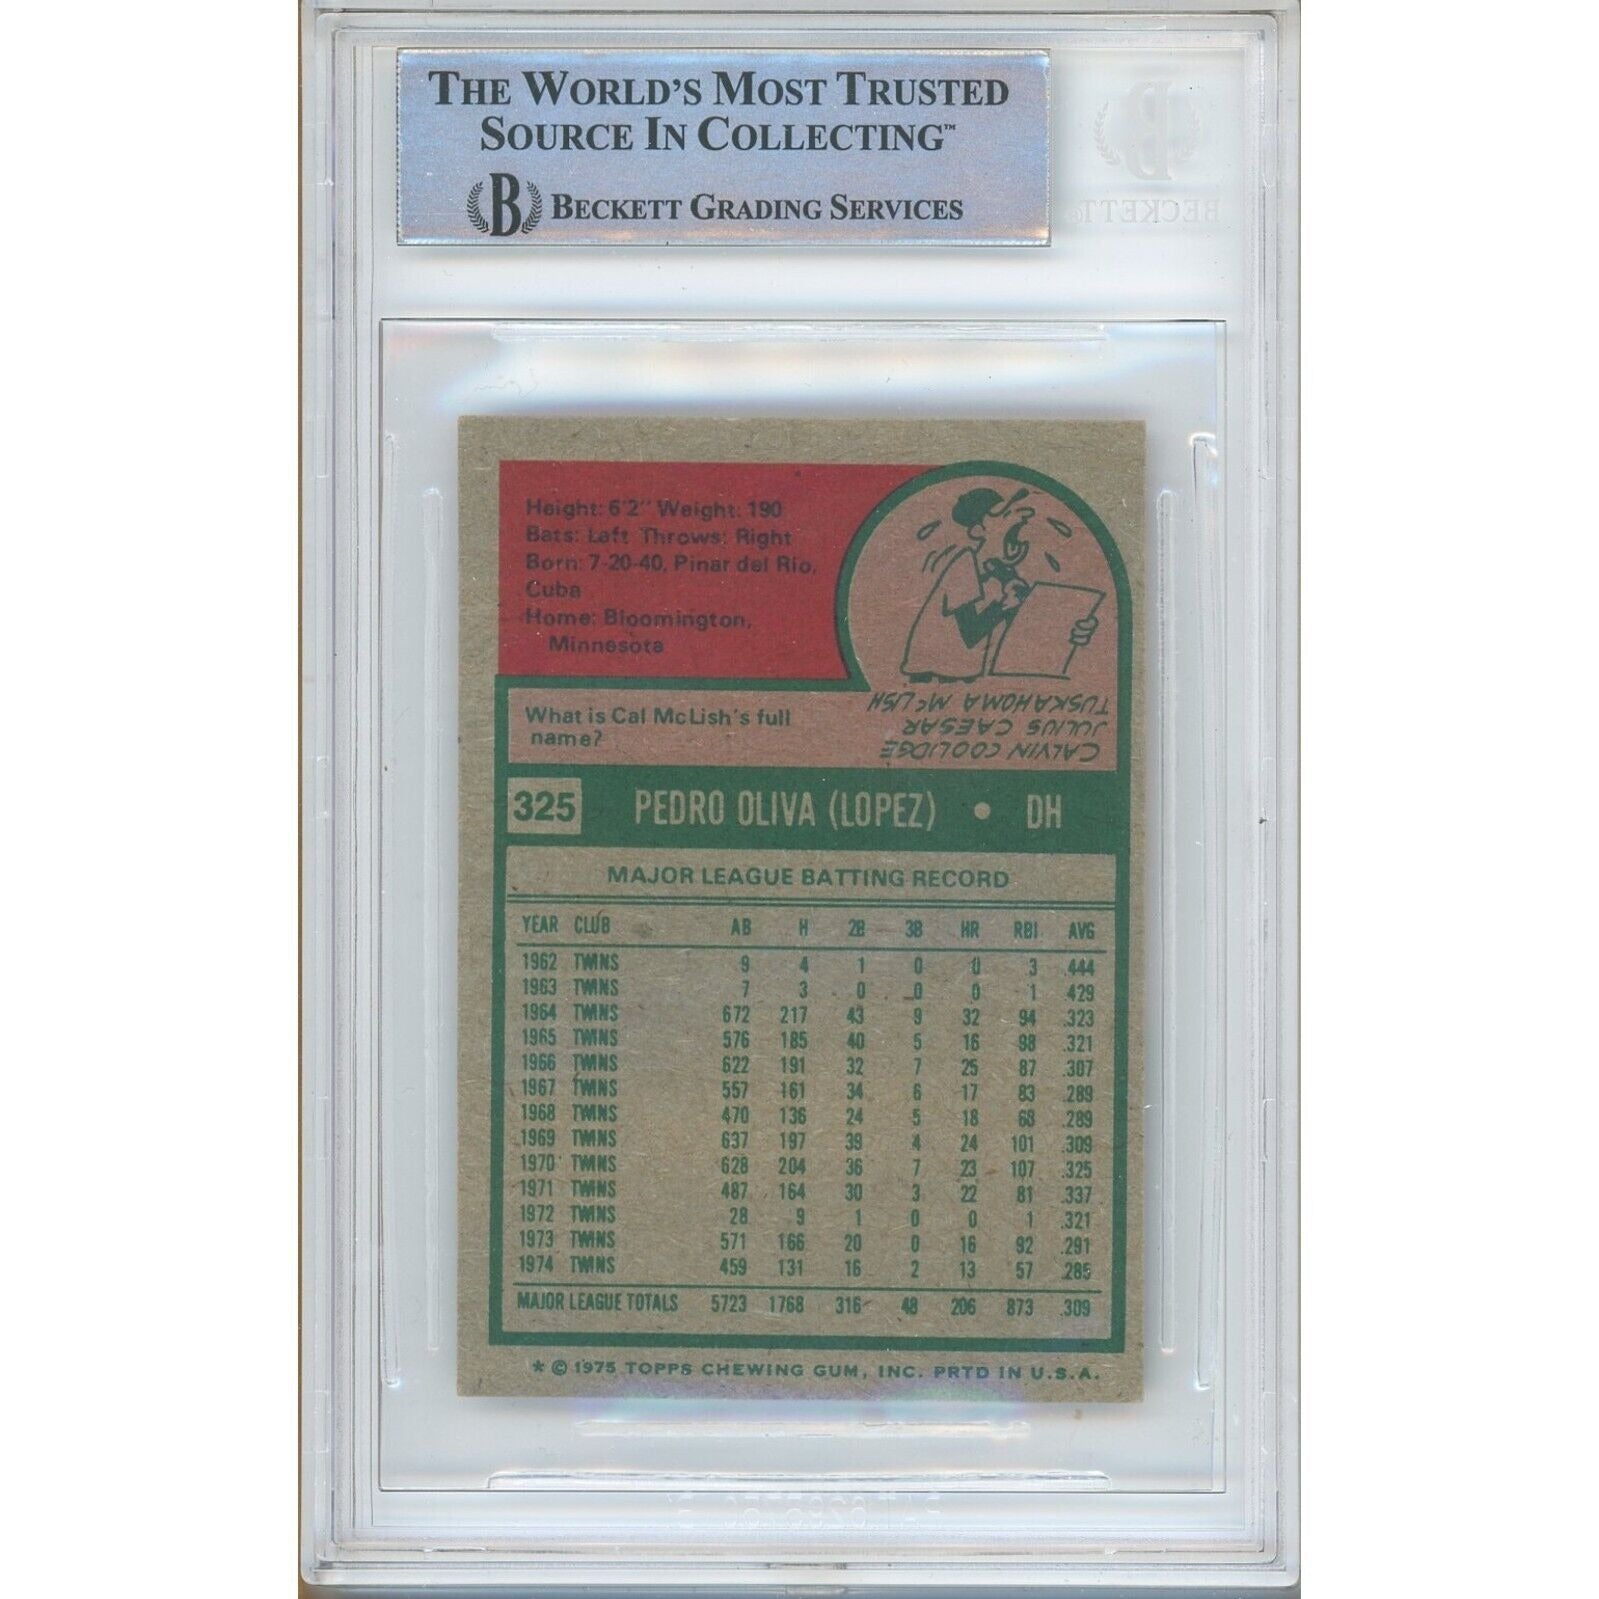 THE WORLD'S MOST TRUSTED
SOURCE IN COLLECTING™
B BECKETT GRADING SERVICES
B
BECKETT
Height: 6'2" Weight: 190
Bats: Left Throws: Right
Born: 7-20-40, Pinar del Rio,
Cuba
Home: Bloomington,
Minnesota
What is Cal McLish's full
name?
CALVIN COOLIDGE
JULIUS CAESAR
TUSKAHOMA McLISH
325 PEDRO OLIVA (LOPEZ) • DH
MAJOR LEAGUE BATTING RECORD
YEAR CLUB AB H 2B 3B HR RBI AVG
1962 TWINS 9 4 1 0 0 3 .444
1963 TWINS 7 3 0 0 0 1 .429
1964 TWINS 672 217 43 9 32 94 .323
1965 TWINS 576 185 40 5 16 98 .321
1966 TWINS 622 191 32 7 25 87 .307
1967 TWINS 557 161 34 6 17 83 .289
1968 TWINS 470 136 24 5 18 68 .289
1969 TWINS 637 197 39 4 24 101 .309
1970 TWINS 628 204 36 7 23 107 .325
1971 TWINS 487 164 30 3 22 81 .337
1972 TWINS 28 9 1 0 0 1 .321
1973 TWINS 571 166 20 0 16 92 .291
1974 TWINS 459 131 16 2 13 57 .285
MAJOR LEAGUE TOTALS 5723 1768 316 48 206 873 .309
* © 1975 TOPPS CHEWING GUM, INC. PRTD IN U.S.A.